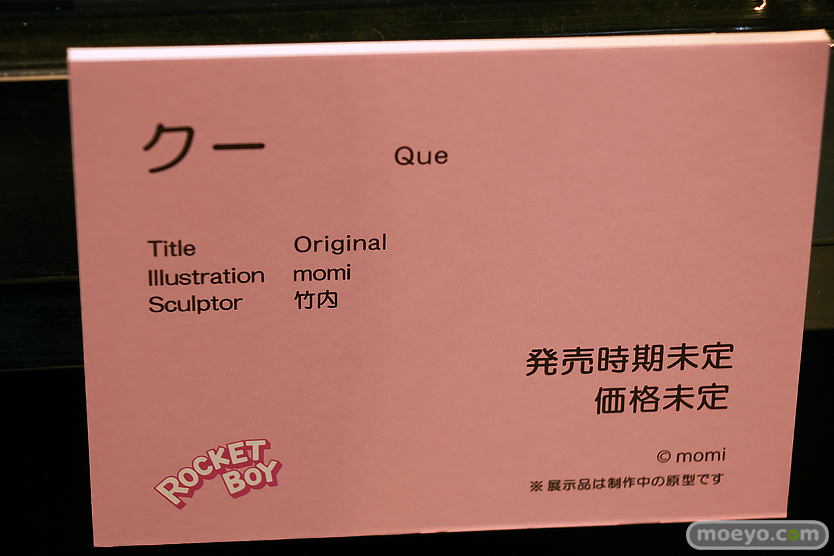 クー Que
Title Original
Illustration momi
Sculptor 竹内
発売時期未定
価格未定
© momi
※展示品は制作中の原型です
ROCKET
BOY
moeyo.com